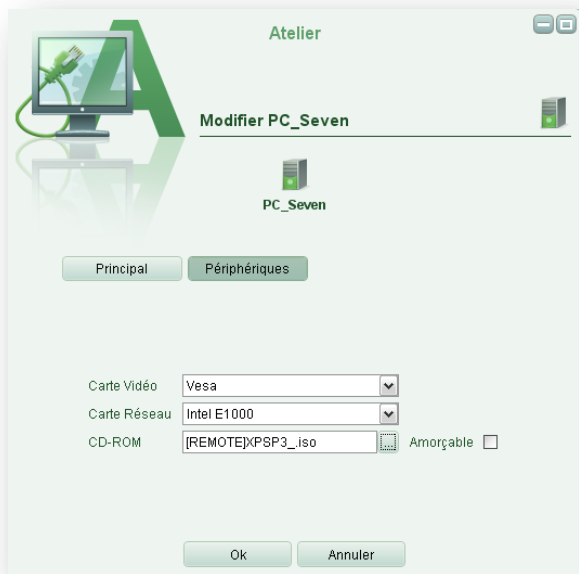 Atelier
Modifier PC_Seven
PC_Seven
Principal Périphériques
Carte Vidéo Vesa
Carte Réseau Intel E1000
CD-ROM [REMOTE]XPSP3_.iso ... Amorçable
Ok Annuler